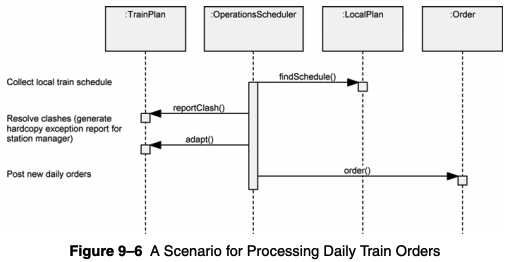 :TrainPlan
:OperationsScheduler
:LocalPlan
:Order
Collect local train schedule
findSchedule()
reportClash()
Resolve clashes (generate
hardcopy exception report for
station manager)
adapt()
Post new daily orders
order()
Figure 9–6 A Scenario for Processing Daily Train Orders